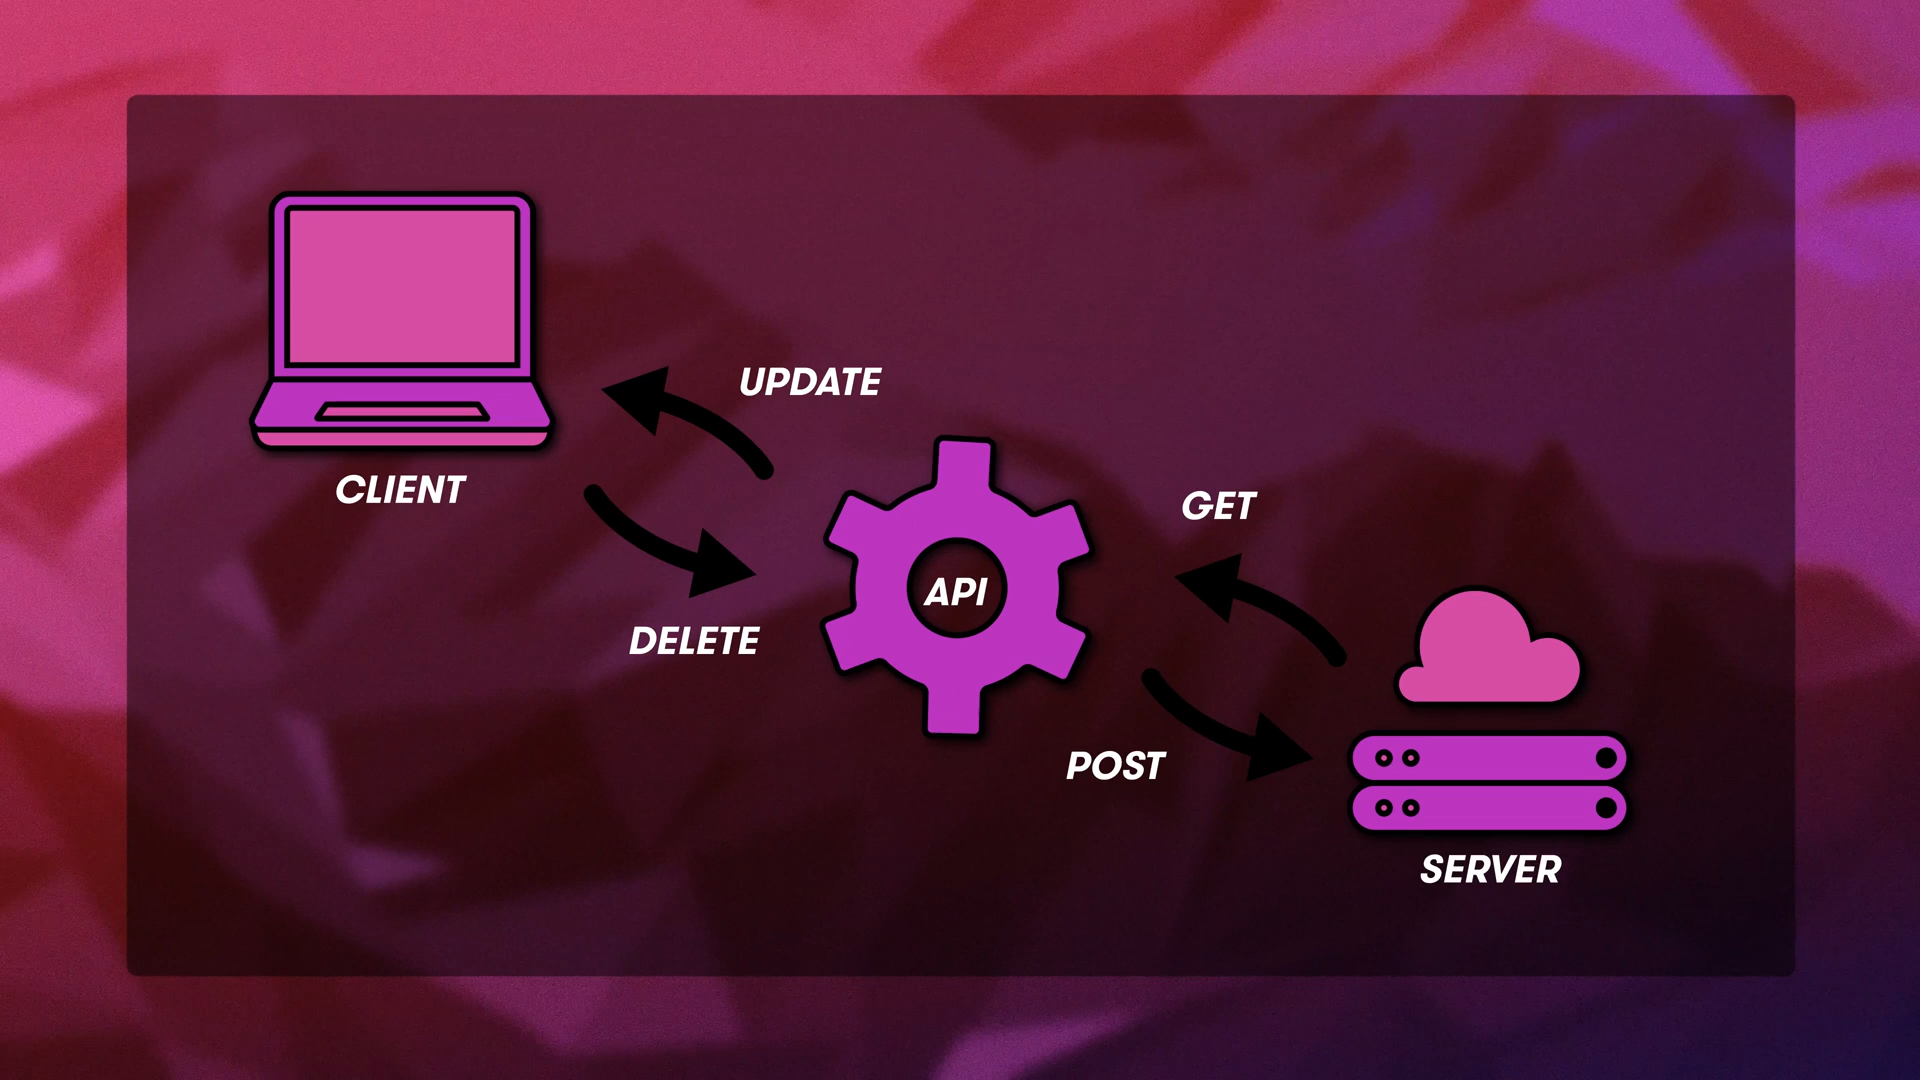 UPDATE
CLIENT
GET
API
DELETE
POST
SERVER